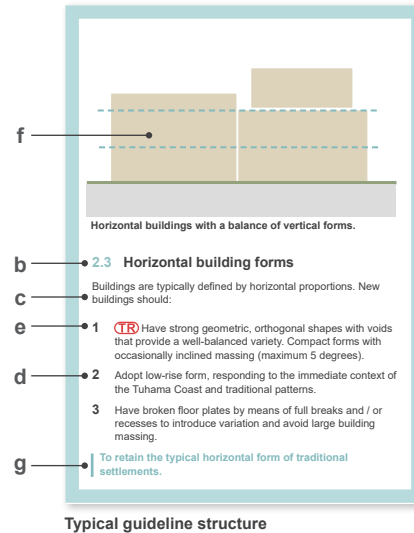 f
Horizontal buildings with a balance of vertical forms.
b
2.3 Horizontal building forms
c
Buildings are typically defined by horizontal proportions. New
buildings should:
e
1 TR Have strong geometric, orthogonal shapes with voids
that provide a well-balanced variety. Compact forms with
occasionally inclined massing (maximum 5 degrees).
d
2 Adopt low-rise form, responding to the immediate context of
the Tuhama Coast and traditional patterns.
3 Have broken floor plates by means of full breaks and / or
recesses to introduce variation and avoid large building
massing.
g
To retain the typical horizontal form of traditional
settlements.
Typical guideline structure